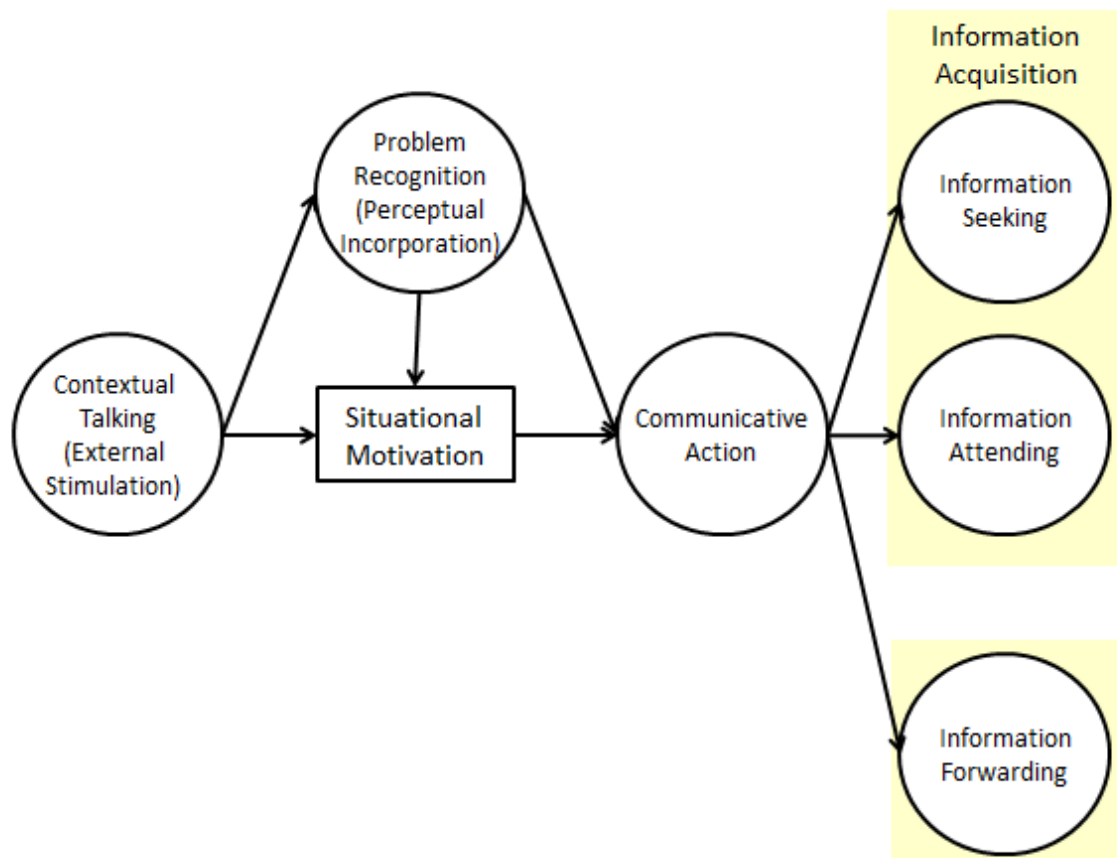 Information
Acquisition
Problem
Recognition
(Perceptual
Incorporation)
Information
Seeking
Contextual
Talking
(External
Stimulation)
Situational
Motivation
Communicative
Action
Information
Attending
Information
Forwarding